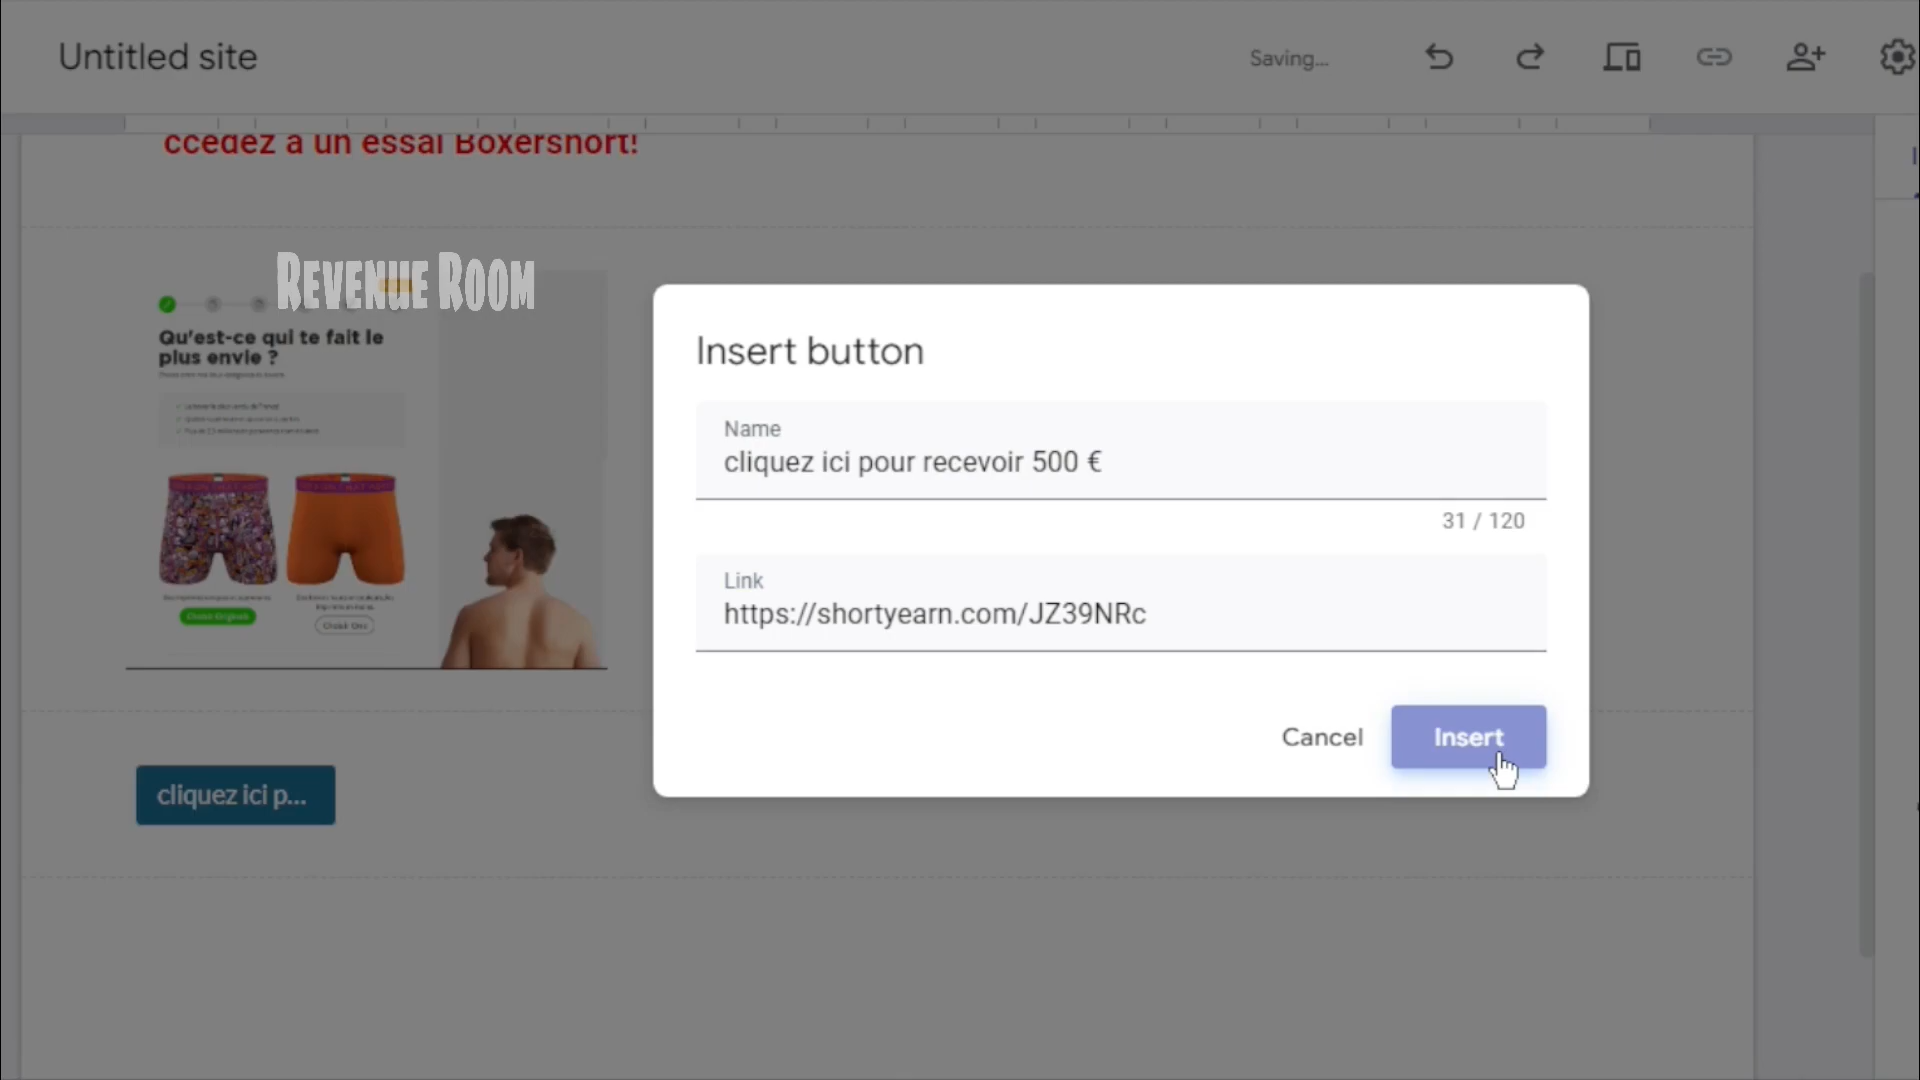 Untitled site
Saving...
ccédez à un essai Boxershort!
REVENUE ROOM
Qu'est-ce qui te fait le
plus envie ?
Insert button
Name
cliquez ici pour recevoir 500 €
31 / 120
Link
https://shortyearn.com/JZ39NRc
Cancel
Insert
cliquez ici p...